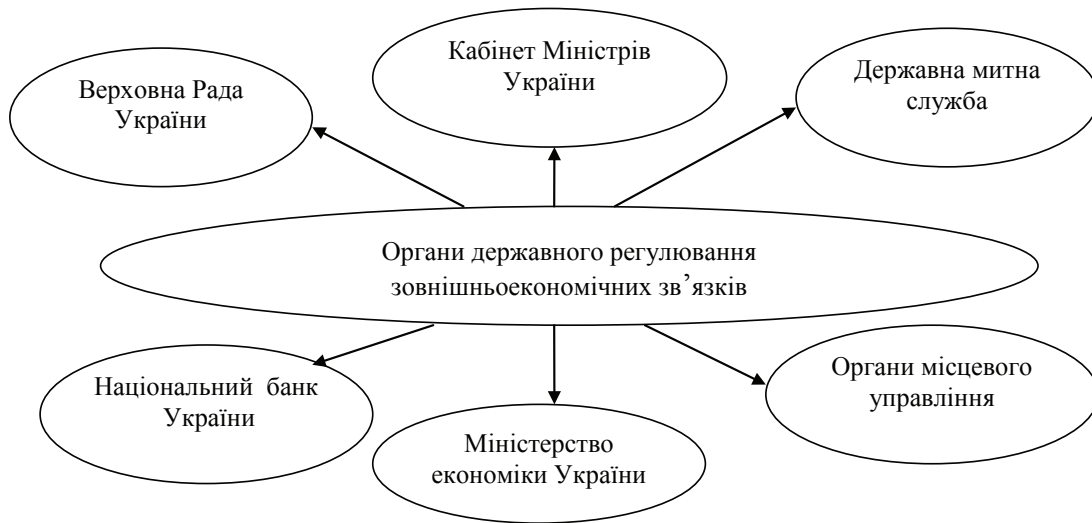 Верховна Рада
України
Кабінет Міністрів
України
Державна митна
служба
Органи державного регулювання
зовнішньоекономічних зв’язків
Національний банк
України
Міністерство
економіки України
Органи місцевого
управління